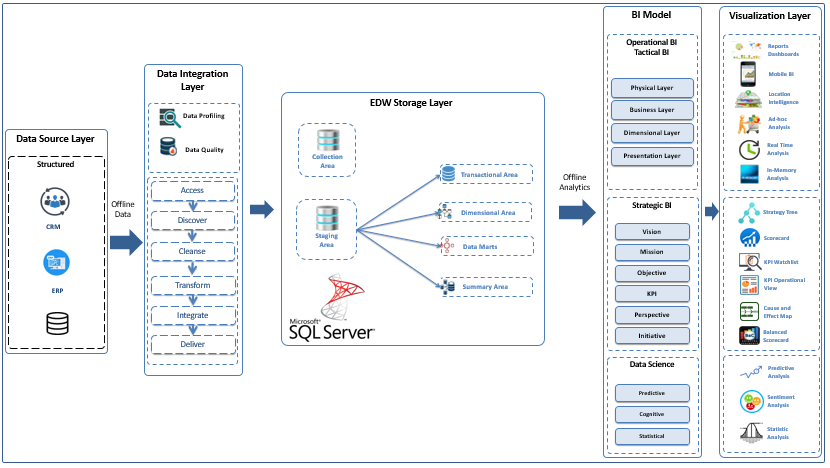 Data Source Layer
Structured
CRM
ERP
Offline
Data
Data Integration
Layer
Data Profiling
Data Quality
Access
Discover
Cleanse
Transform
Integrate
Deliver
EDW Storage Layer
Collection
Area
Staging
Area
Transactional Area
Dimensional Area
Data Marts
Summary Area
Microsoft®
SQL Server®
Offline
Analytics
BI Model
Operational BI
Tactical BI
Physical Layer
Business Layer
Dimensional Layer
Presentation Layer
Strategic BI
Vision
Mission
Objective
KPI
Perspective
Initiative
Data Science
Predictive
Cognitive
Statistical
Visualization Layer
Reports
Dashboards
Mobile BI
Location
Intelligence
Ad-hoc
Analysis
Real Time
Analysis
In-Memory
Analysis
Strategy Tree
Scorecard
KPI Watchlist
KPI Operational
View
Cause and
Effect Map
Balanced
Scorecard
Predictive
Analysis
Sentiment
Analysis
Statistic
Analysis